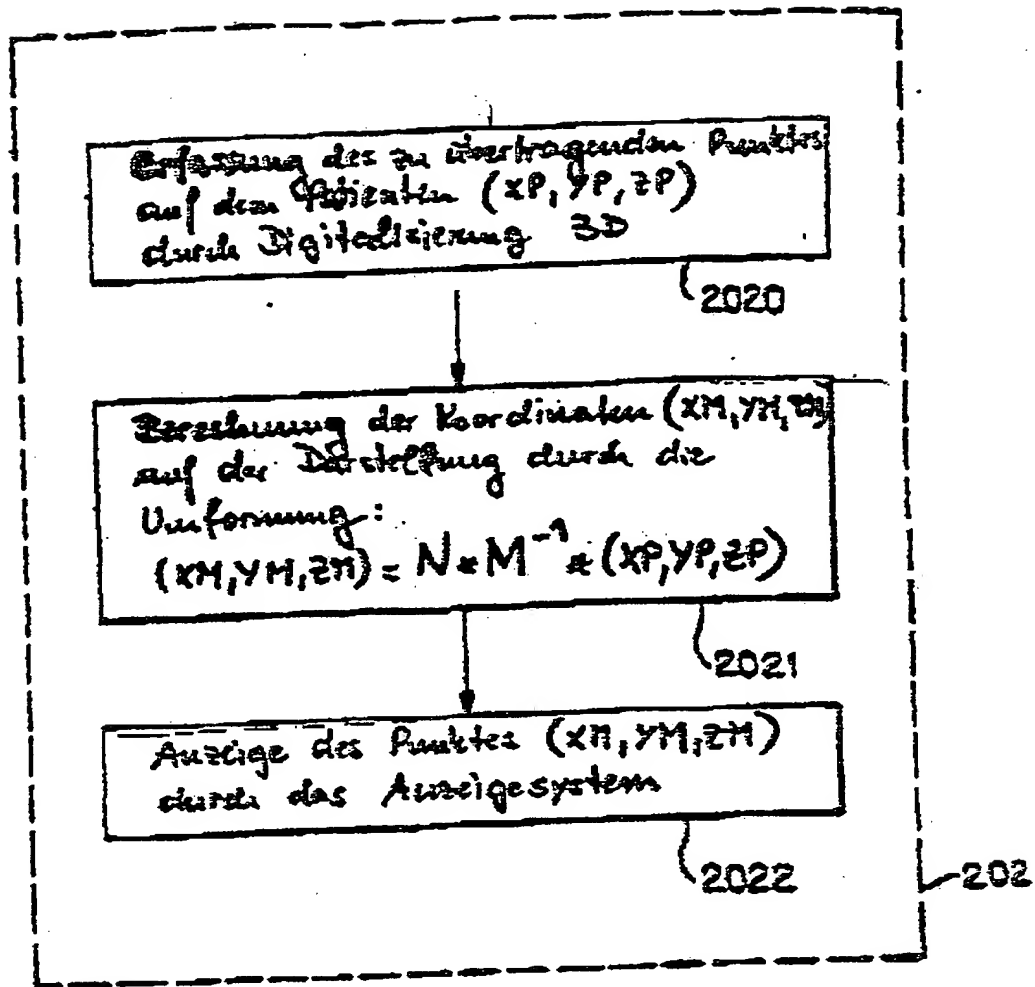 Erfassung des zu übertragenden Punktes
auf dem Patienten (XP, YP, ZP)
durch Digitalisierung 3D
2020
Berechnung der Koordinaten (XM, YM, ZM)
auf der Darstellung durch die
Umformung:
(XM, YM, ZM) = N * M⁻¹ * (XP, YP, ZP)
2021
Anzeige des Punktes (XM, YM, ZM)
durch das Anzeigesystem
2022
202